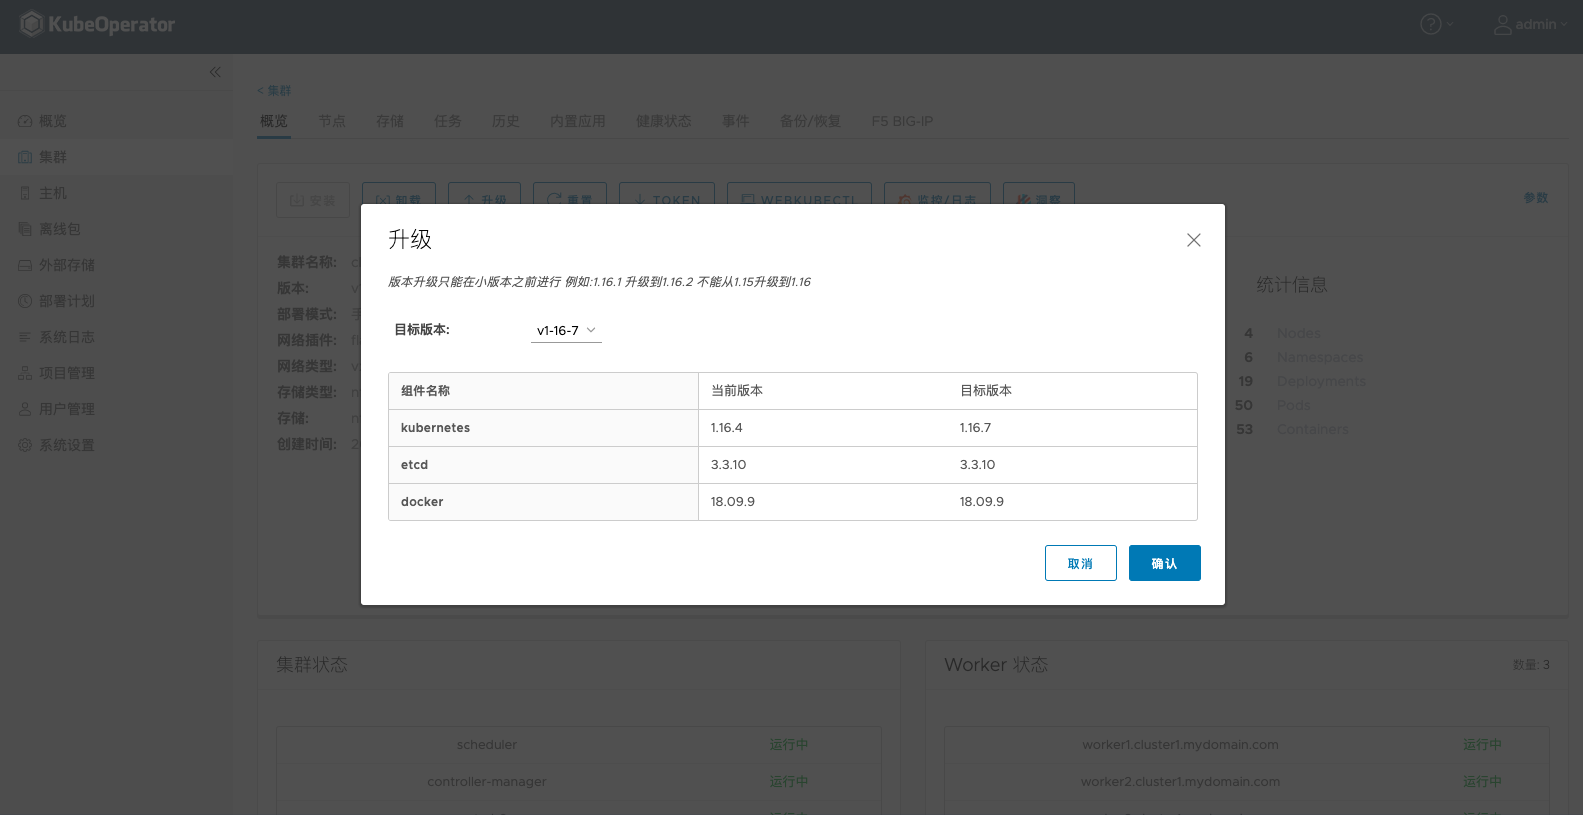 KubeOperator
admin
< 集群
概览 节点 存储 任务 历史 内置应用 健康状态 事件 备份/恢复 F5 BIG-IP
概览
集群
主机
离线包
外部存储
部署计划
系统日志
项目管理
用户管理
系统设置
安装 卸载 升级 重置 TOKEN WEBKUBECTL 监控/日志 洞察
参数
集群名称:
版本:
部署模式:
网络插件:
网络类型:
存储类型:
存储:
创建时间:
升级
版本升级只能在小版本之前进行 例如:1.16.1 升级到1.16.2 不能从1.15升级到1.16
目标版本: v1-16-7
组件名称 当前版本 目标版本
kubernetes 1.16.4 1.16.7
etcd 3.3.10 3.3.10
docker 18.09.9 18.09.9
取消 确认
统计信息
4 Nodes
6 Namespaces
19 Deployments
50 Pods
53 Containers
集群状态
scheduler 运行中
controller-manager 运行中
Worker 状态 数量: 3
worker1.cluster1.mydomain.com 运行中
worker2.cluster1.mydomain.com 运行中